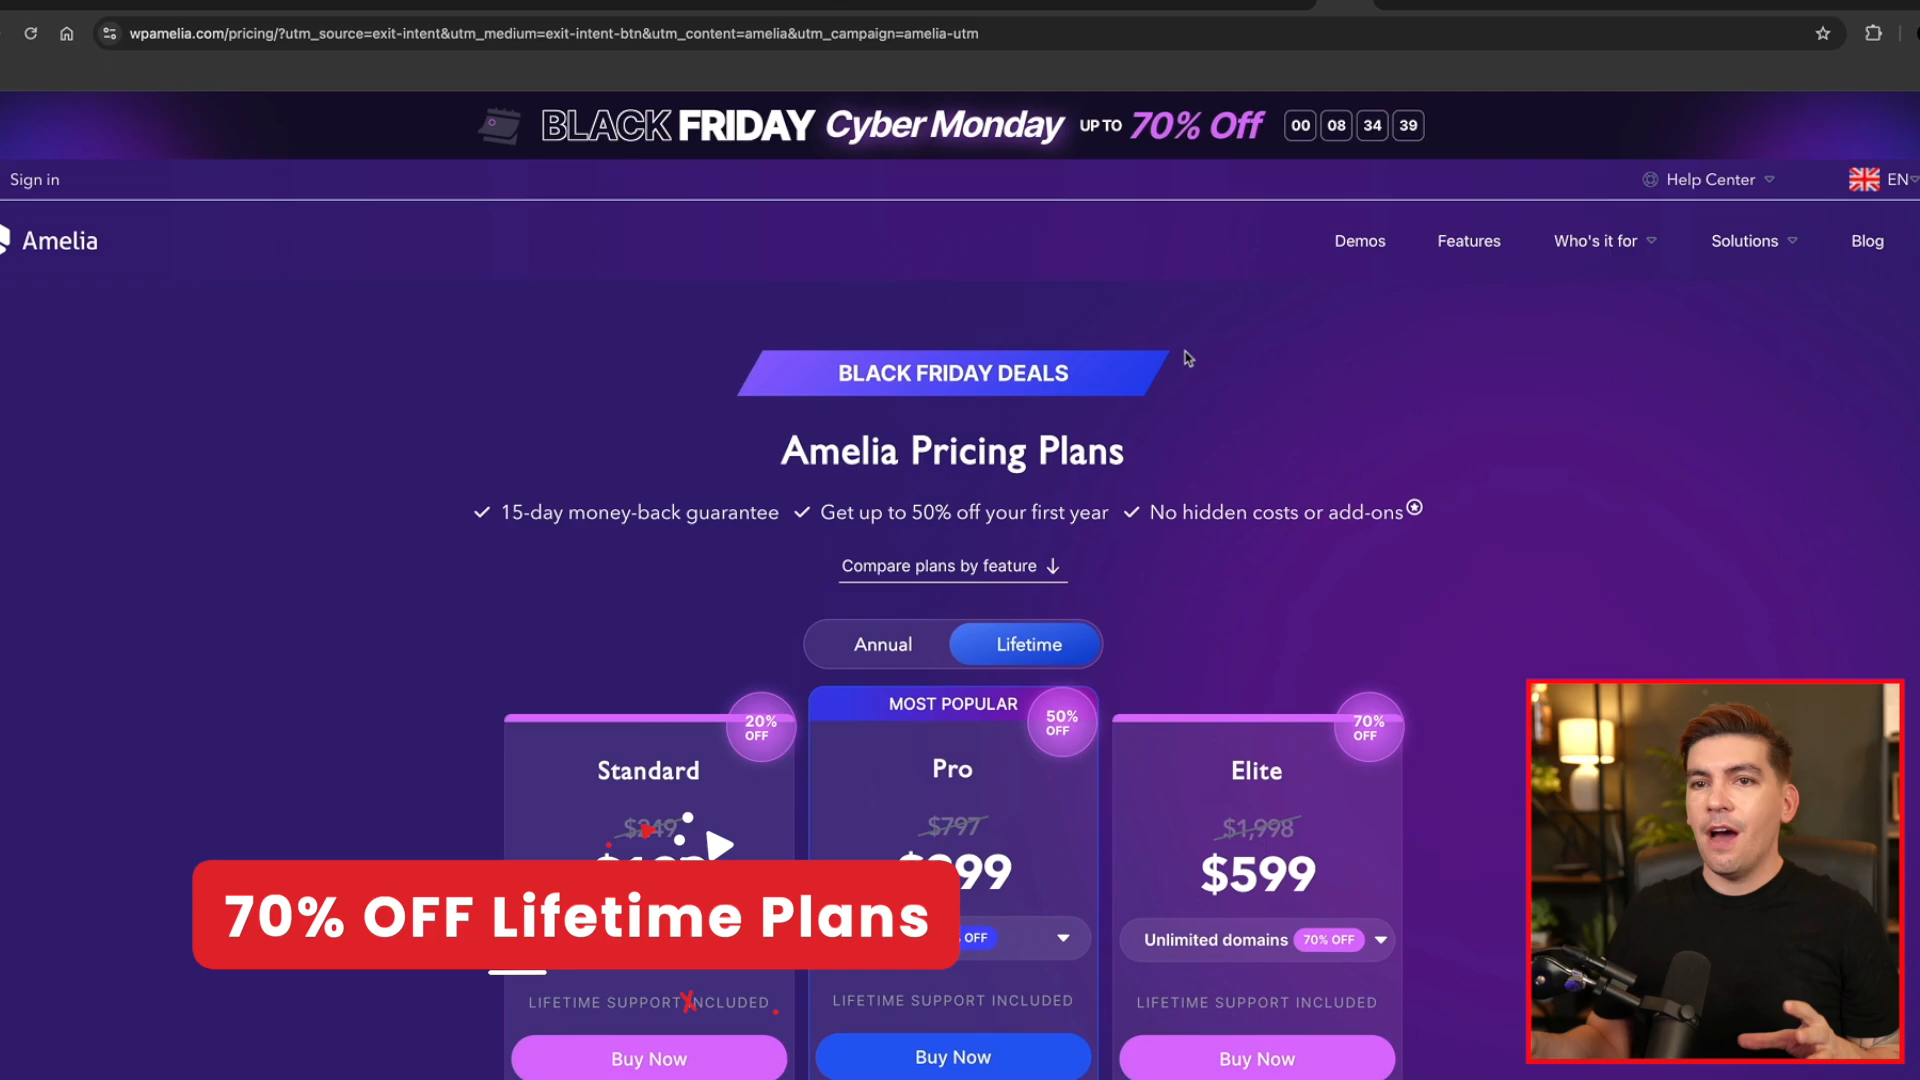 wpamelia.com/pricing/?utm_source=exit-intent&utm_medium=exit-intent-btn&utm_content=amelia&utm_campaign=amelia-utm
BLACK FRIDAY Cyber Monday UP TO 70% Off 00 08 34 39
Sign in
Help Center
EN
Amelia
Demos
Features
Who's it for
Solutions
Blog
BLACK FRIDAY DEALS
Amelia Pricing Plans
15-day money-back guarantee
Get up to 50% off your first year
No hidden costs or add-ons
Compare plans by feature
Annual
Lifetime
20% OFF
Standard
$249
LIFETIME SUPPORT INCLUDED
Buy Now
MOST POPULAR
50% OFF
Pro
$797
OFF
LIFETIME SUPPORT INCLUDED
Buy Now
70% OFF
Elite
$1,998
$599
Unlimited domains 70% OFF
LIFETIME SUPPORT INCLUDED
Buy Now
70% OFF Lifetime Plans